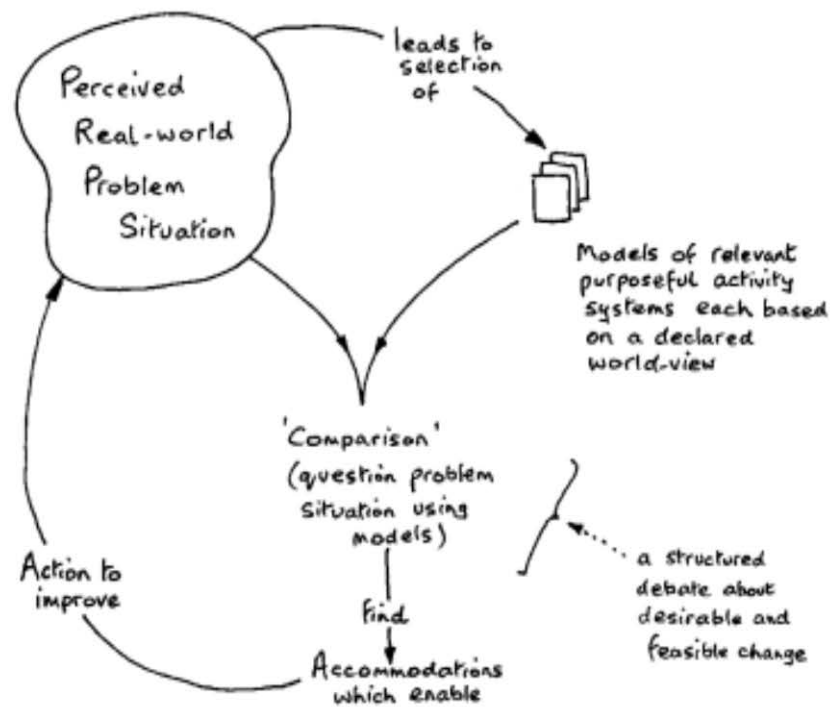 Perceived
Real-world
Problem
Situation
leads to
selection
of
Models of relevant
purposeful activity
systems each based
on a declared
world-view
'Comparison'
(question problem
situation using
models)
find
Accommodations
which enable
Action to
improve
a structured
debate about
desirable and
feasible change